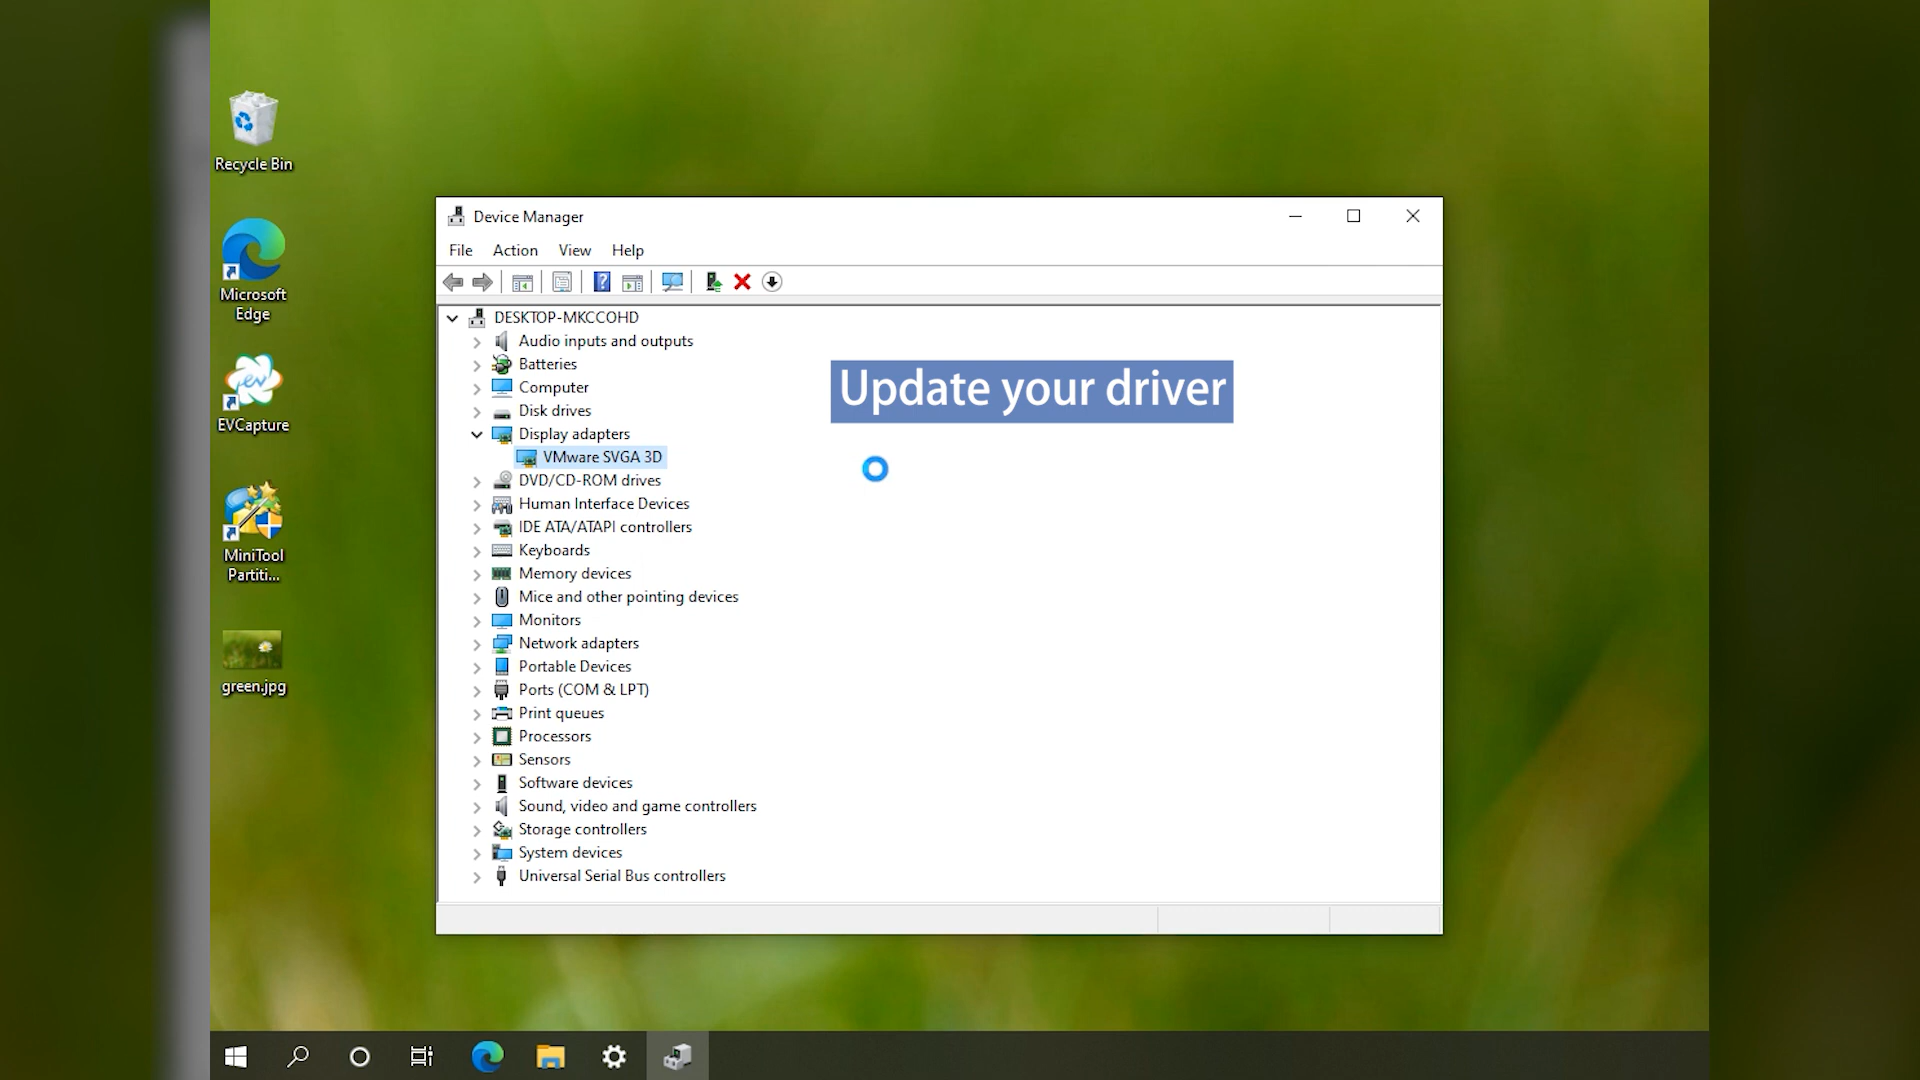 Recycle Bin
Microsoft
Edge
EVCapture
MiniTool
Partiti...
green.jpg
Device Manager
File Action View Help
DESKTOP-MKCCOHD
Audio inputs and outputs
Batteries
Computer
Disk drives
Display adapters
VMware SVGA 3D
DVD/CD-ROM drives
Human Interface Devices
IDE ATA/ATAPI controllers
Keyboards
Memory devices
Mice and other pointing devices
Monitors
Network adapters
Portable Devices
Ports (COM & LPT)
Print queues
Processors
Sensors
Software devices
Sound, video and game controllers
Storage controllers
System devices
Universal Serial Bus controllers
Update your driver